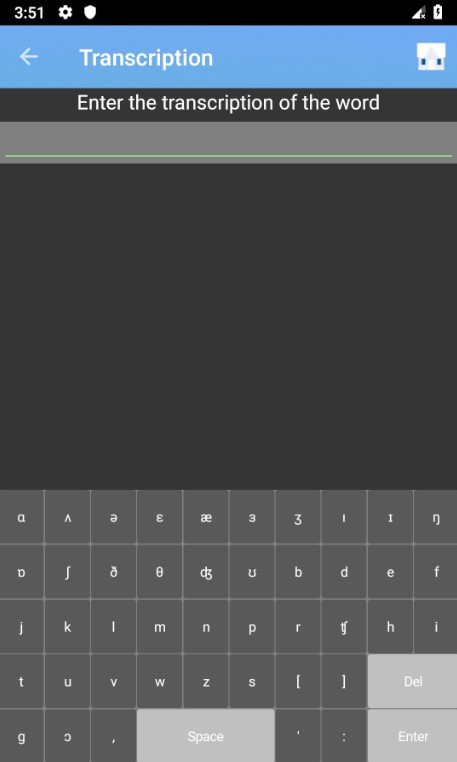 3:51
Transcription
Enter the transcription of the word
ɑ ʌ ə ɛ æ ɜ ʒ ı ɪ ŋ
ɒ ʃ ð θ ʤ ʊ b d e f
j k l m n p r ʧ h i
t u v w z s [ ] Del
g ɔ , Space ' : Enter